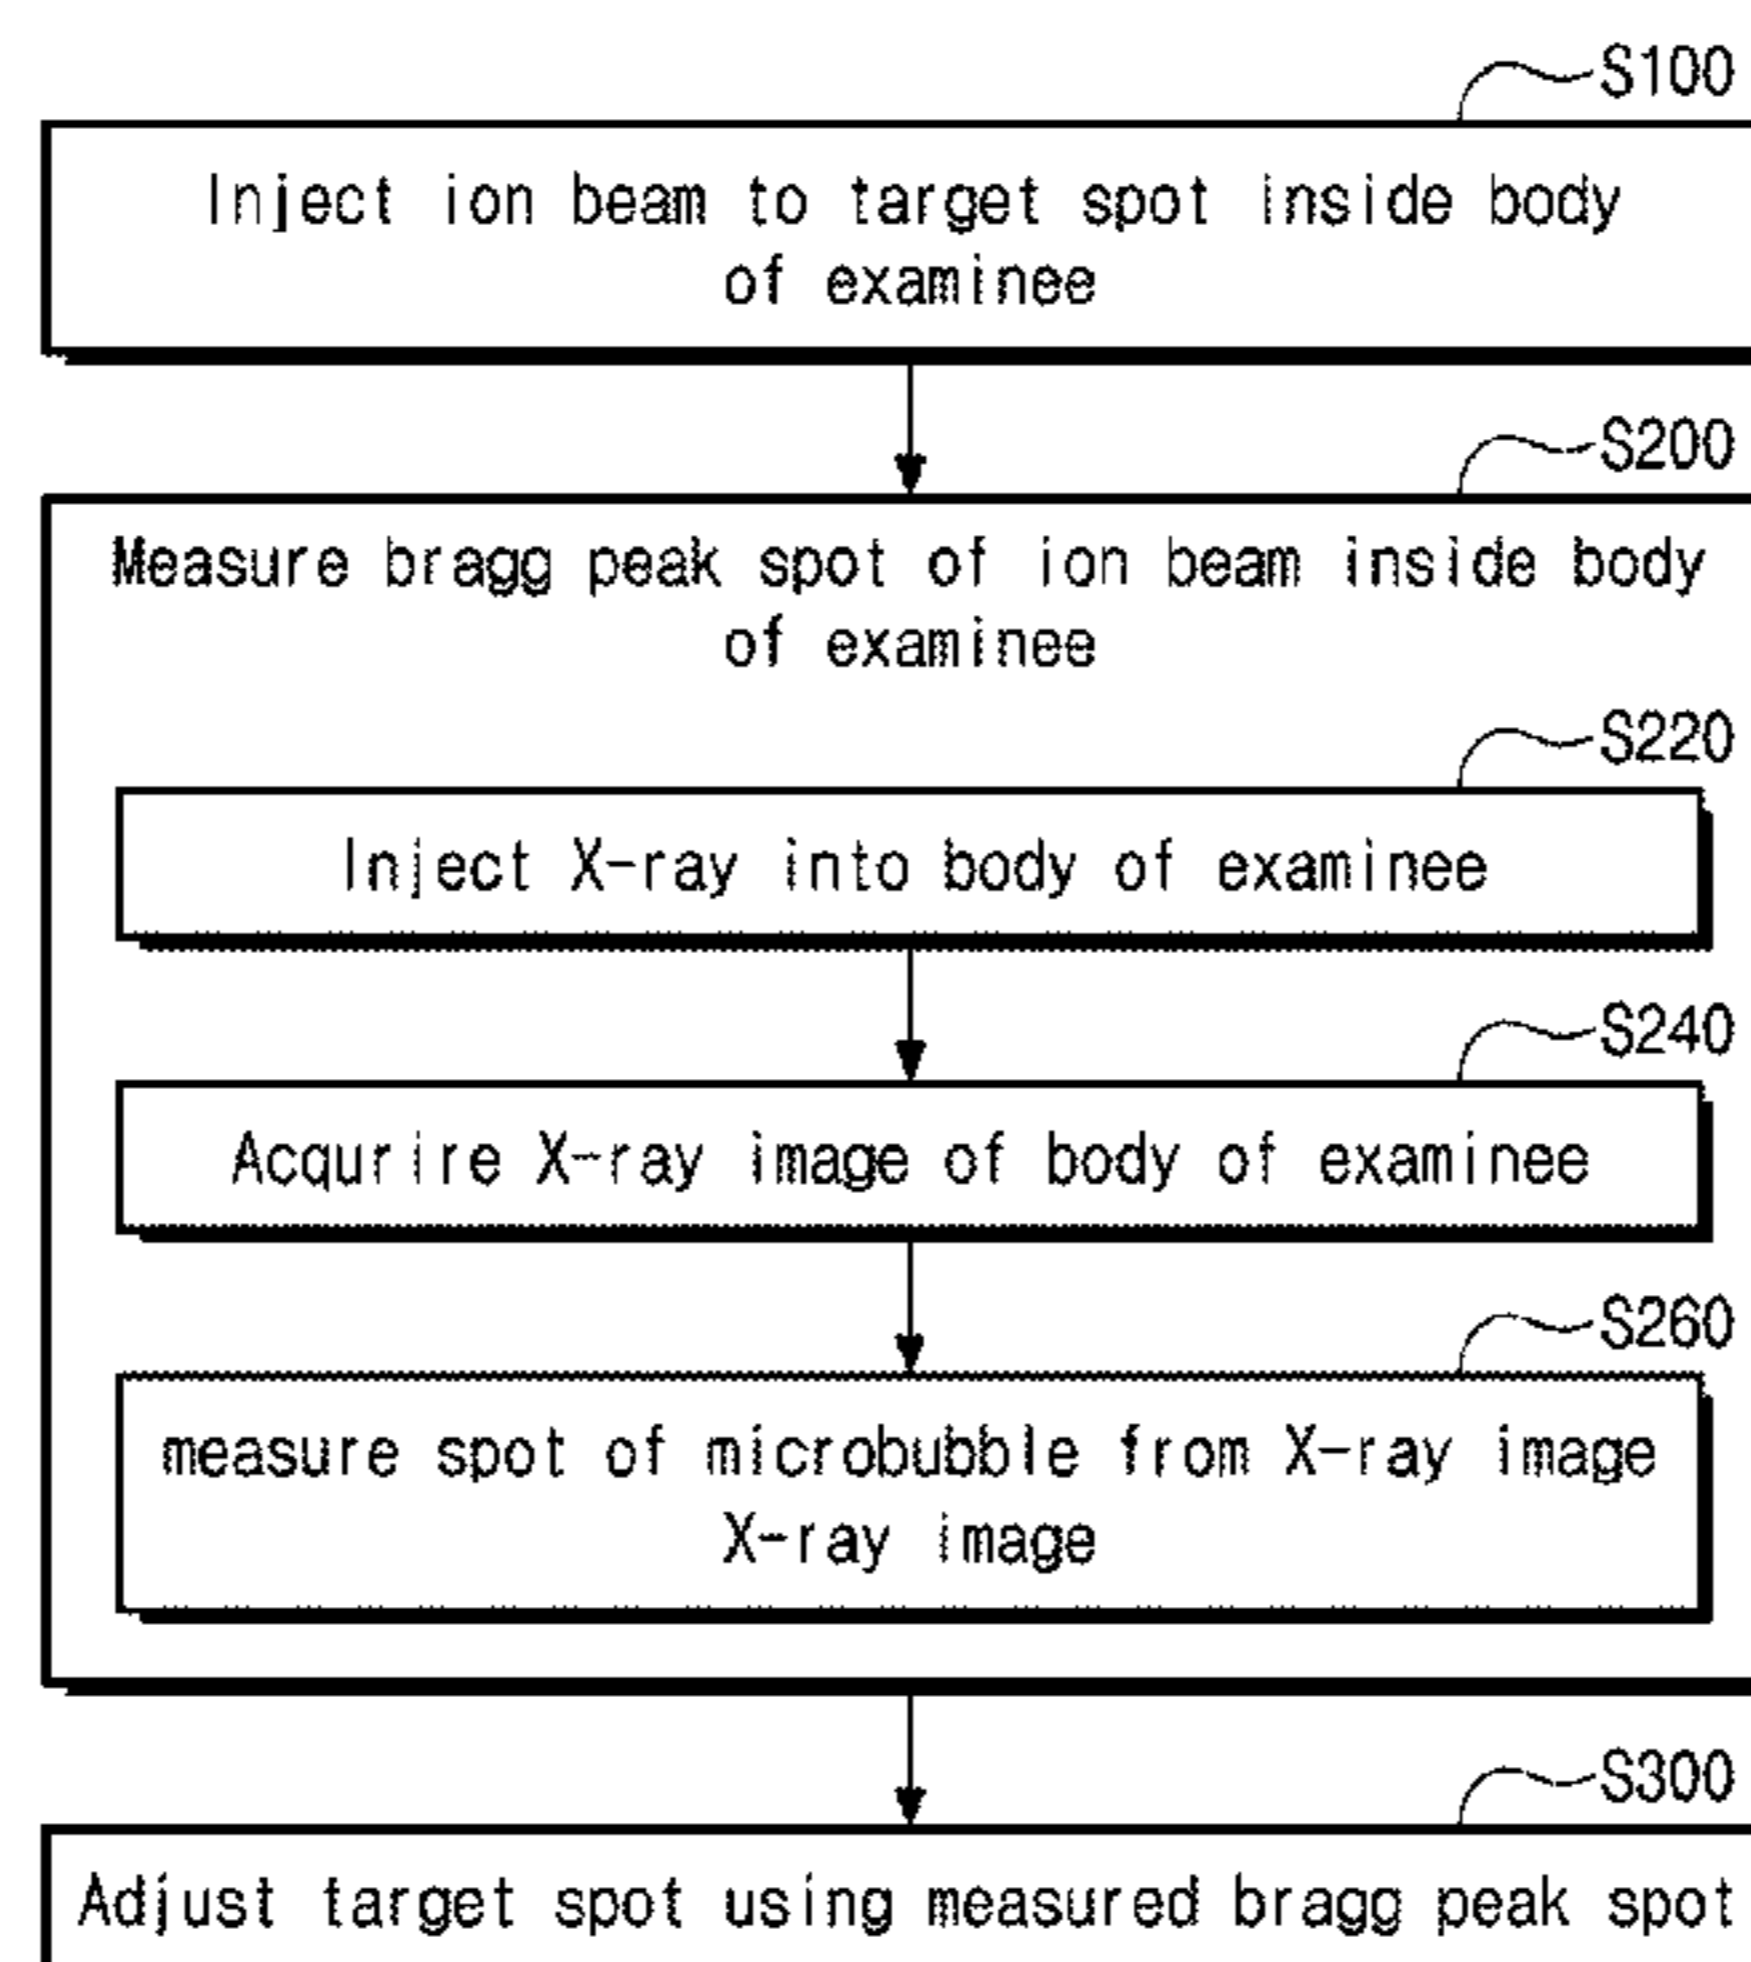 S100
Inject ion beam to target spot inside body
of examinee
S200
Measure bragg peak spot of ion beam inside body
of examinee
S220
Inject X-ray into body of examinee
S240
Acqurire X-ray image of body of examinee
S260
measure spot of microbubble from X-ray image
X-ray image
S300
Adjust target spot using measured bragg peak spot